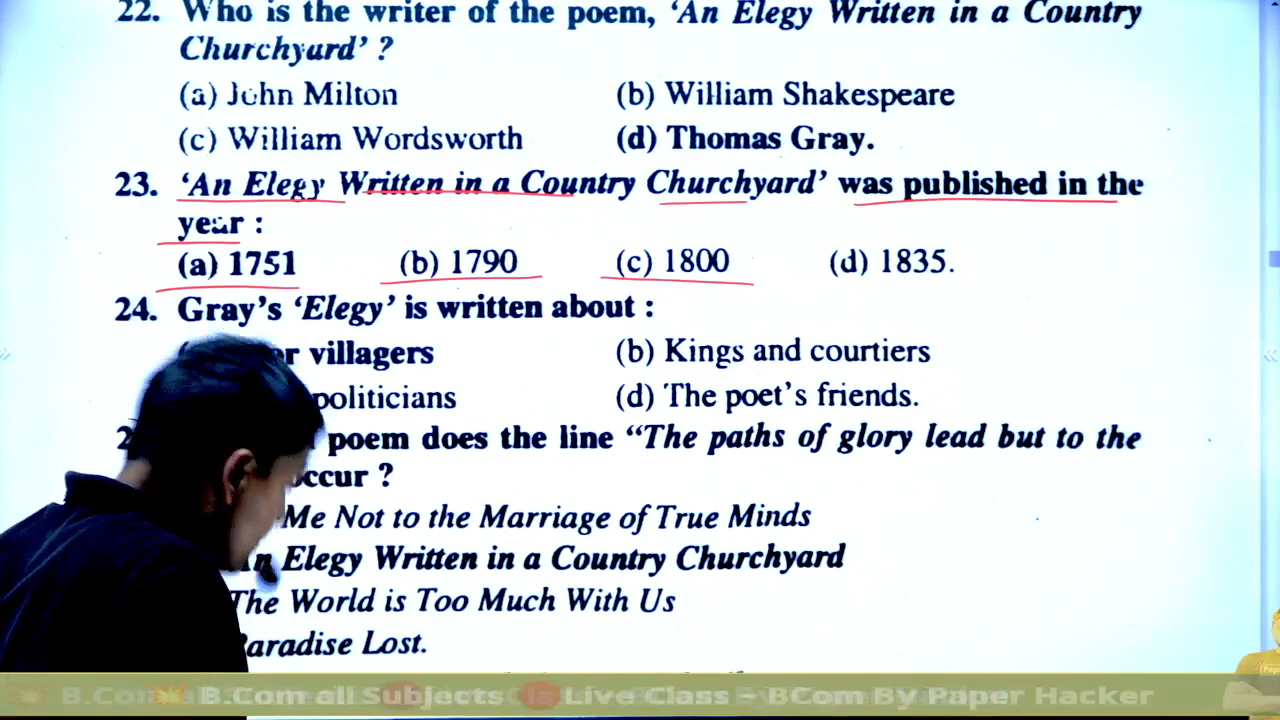 22. Who is the writer of the poem, ‘An Elegy Written in a Country
Churchyard’ ?
(a) John Milton (b) William Shakespeare
(c) William Wordsworth (d) Thomas Gray.
23. ‘An Elegy Written in a Country Churchyard’ was published in the
year :
(a) 1751 (b) 1790 (c) 1800 (d) 1835.
24. Gray’s ‘Elegy’ is written about :
villagers (b) Kings and courtiers
politicians (d) The poet’s friends.
poem does the line “The paths of glory lead but to the
occur ?
Me Not to the Marriage of True Minds
An Elegy Written in a Country Churchyard
The World is Too Much With Us
Paradise Lost.
B.Com all Subjects Live Class – BCom By Paper Hacker